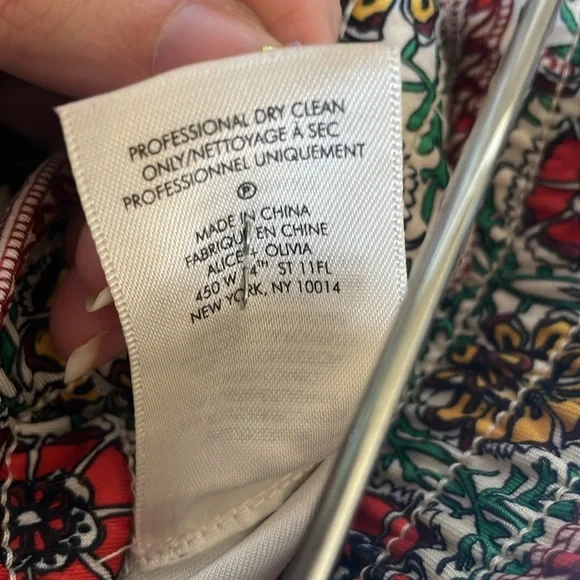 PROFESSIONAL DRY CLEAN
ONLY/NETTOYAGE À SEC
PROFESSIONNEL UNIQUEMENT
Ⓟ
MADE IN CHINA
FABRIQUÉ EN CHINE
ALICE + OLIVIA
450 W 14TH ST 11FL
NEW YORK, NY 10014